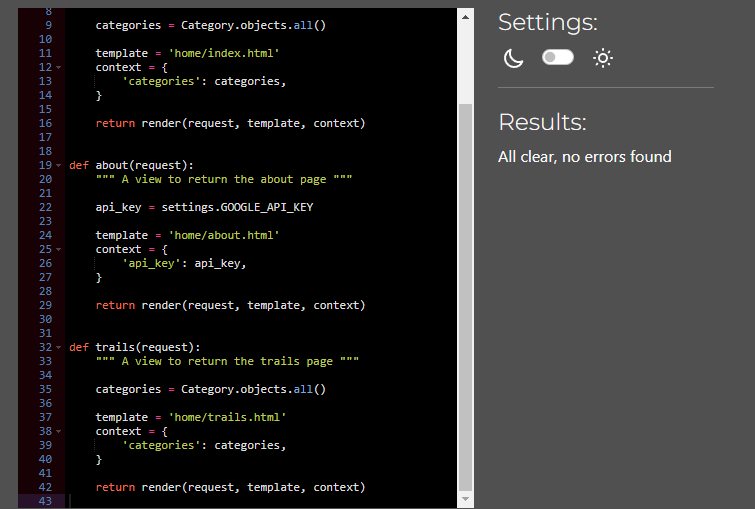 8
9 categories = Category.objects.all()
10
11 template = 'home/index.html'
12 context = {
13 'categories': categories,
14 }
15
16 return render(request, template, context)
17
18
19 def about(request):
20 """ A view to return the about page """
21
22 api_key = settings.GOOGLE_API_KEY
23
24 template = 'home/about.html'
25 context = {
26 'api_key': api_key,
27 }
28
29 return render(request, template, context)
30
31
32 def trails(request):
33 """ A view to return the trails page """
34
35 categories = Category.objects.all()
36
37 template = 'home/trails.html'
38 context = {
39 'categories': categories,
40 }
41
42 return render(request, template, context)
43
Settings:
Results:
All clear, no errors found